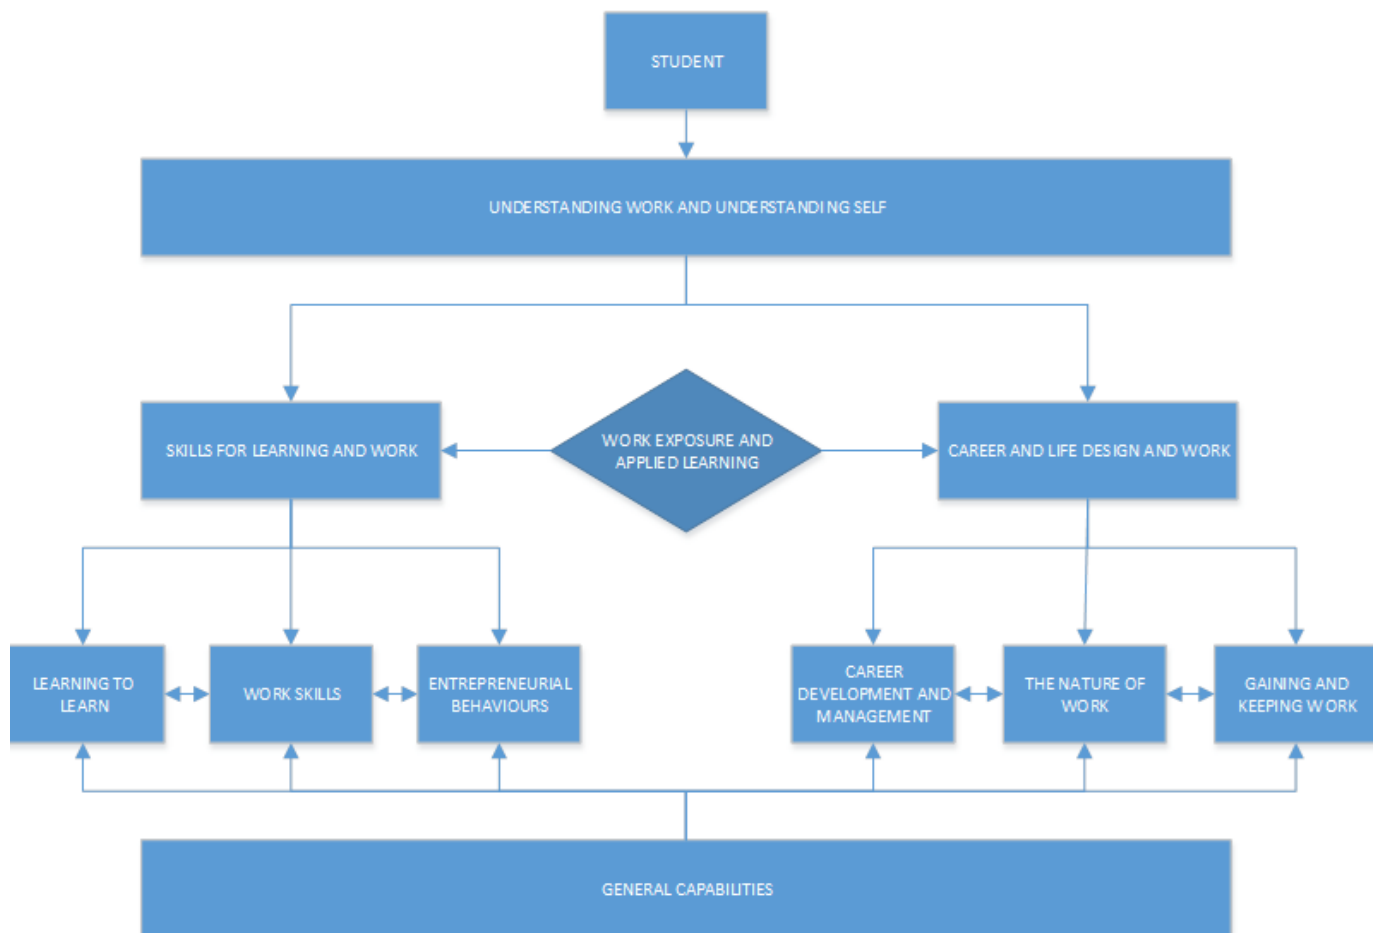 STUDENT
UNDERSTANDING WORK AND UNDERSTANDING SELF
SKILLS FOR LEARNING AND WORK
WORK EXPOSURE AND
APPLIED LEARNING
CAREER AND LIFE DESIGN AND WORK
LEARNING TO
LEARN
WORK SKILLS
ENTREPRENEURIAL
BEHAVIOURS
CAREER
DEVELOPMENT AND
MANAGEMENT
THE NATURE OF
WORK
GAINING AND
KEEPING WORK
GENERAL CAPABILITIES